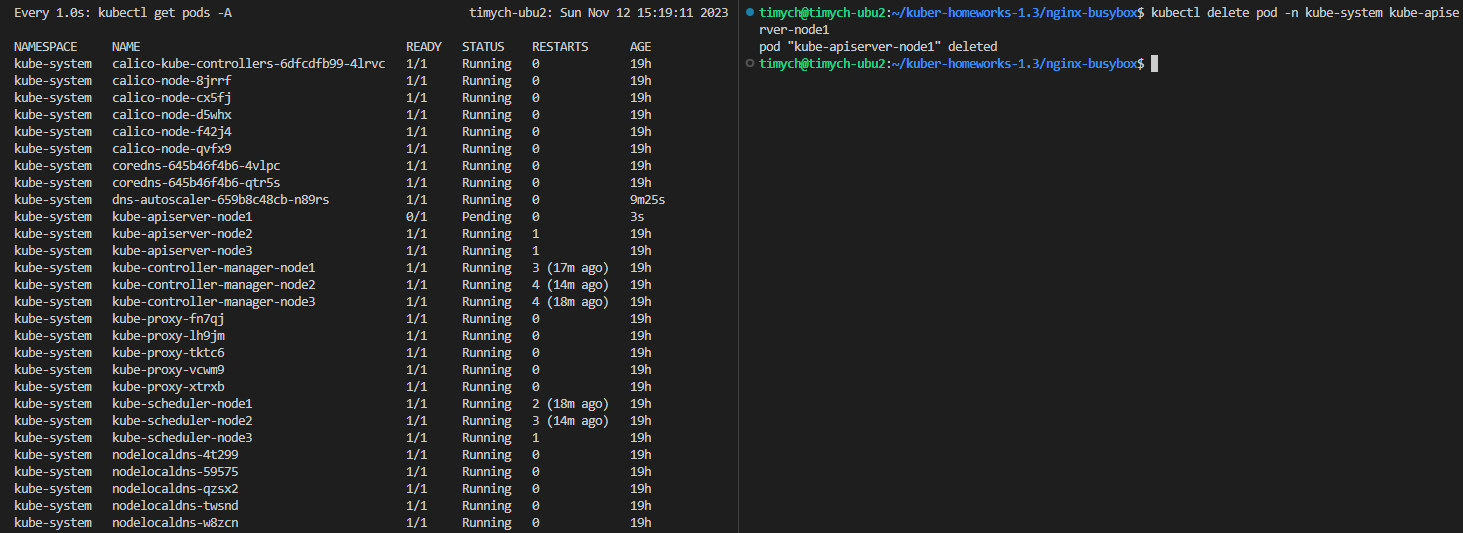 Every 1.0s: kubectl get pods -A timych-ubu2: Sun Nov 12 15:19:11 2023
NAMESPACE NAME READY STATUS RESTARTS AGE
kube-system calico-kube-controllers-6dfcdfb99-4lrvc 1/1 Running 0 19h
kube-system calico-node-8jrrf 1/1 Running 0 19h
kube-system calico-node-cx5fj 1/1 Running 0 19h
kube-system calico-node-d5whx 1/1 Running 0 19h
kube-system calico-node-f42j4 1/1 Running 0 19h
kube-system calico-node-qvfx9 1/1 Running 0 19h
kube-system coredns-645b46f4b6-4vlpc 1/1 Running 0 19h
kube-system coredns-645b46f4b6-qtr5s 1/1 Running 0 19h
kube-system dns-autoscaler-659b8c48cb-n89rs 1/1 Running 0 9m25s
kube-system kube-apiserver-node1 0/1 Pending 0 3s
kube-system kube-apiserver-node2 1/1 Running 1 19h
kube-system kube-apiserver-node3 1/1 Running 1 19h
kube-system kube-controller-manager-node1 1/1 Running 3 (17m ago) 19h
kube-system kube-controller-manager-node2 1/1 Running 4 (14m ago) 19h
kube-system kube-controller-manager-node3 1/1 Running 4 (18m ago) 19h
kube-system kube-proxy-fn7qj 1/1 Running 0 19h
kube-system kube-proxy-lh9jm 1/1 Running 0 19h
kube-system kube-proxy-tktc6 1/1 Running 0 19h
kube-system kube-proxy-vcwm9 1/1 Running 0 19h
kube-system kube-proxy-xtrxb 1/1 Running 0 19h
kube-system kube-scheduler-node1 1/1 Running 2 (18m ago) 19h
kube-system kube-scheduler-node2 1/1 Running 3 (14m ago) 19h
kube-system kube-scheduler-node3 1/1 Running 1 19h
kube-system nodelocaldns-4t299 1/1 Running 0 19h
kube-system nodelocaldns-59575 1/1 Running 0 19h
kube-system nodelocaldns-qzsx2 1/1 Running 0 19h
kube-system nodelocaldns-twsnd 1/1 Running 0 19h
kube-system nodelocaldns-w8zcn 1/1 Running 0 19h
timych@timych-ubu2:~/kuber-homeworks-1.3/nginx-busybox$ kubectl delete pod -n kube-system kube-apise
rver-node1
pod "kube-apiserver-node1" deleted
timych@timych-ubu2:~/kuber-homeworks-1.3/nginx-busybox$